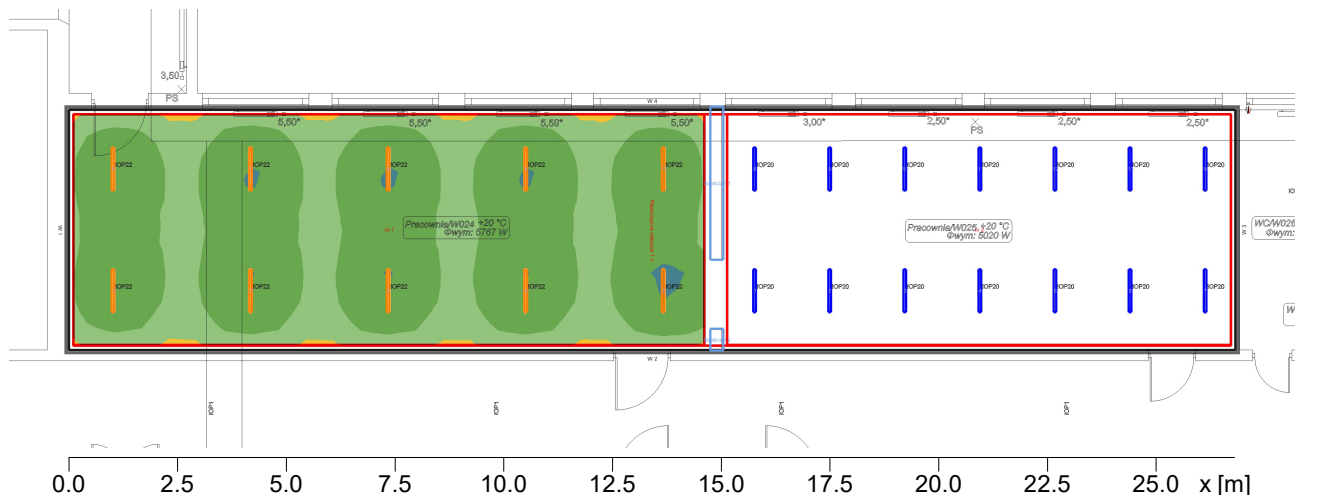 3,50
PS
W 4
5,50*
5,50*
5,50*
5,50*
3,00*
2,50*
PS
2,50*
2,50*
IOP22
IOP22
IOP22
IOP22
IOP22
IOP20
IOP20
IOP20
IOP20
IOP20
IOP20
IOP20
W 1
Pracownia/W024 +20 °C
Φwym: 5767 W
Pracownia/W025 +20 °C
Φwym: 5020 W
W 3
WC/W026
Φwym:
IOP22
IOP22
IOP22
IOP22
IOP22
IOP20
IOP20
IOP20
IOP20
IOP20
IOP20
IOP20
W 2
IOP1
IOP1
IOP1
IOP1
0.0 2.5 5.0 7.5 10.0 12.5 15.0 17.5 20.0 22.5 25.0 x [m]